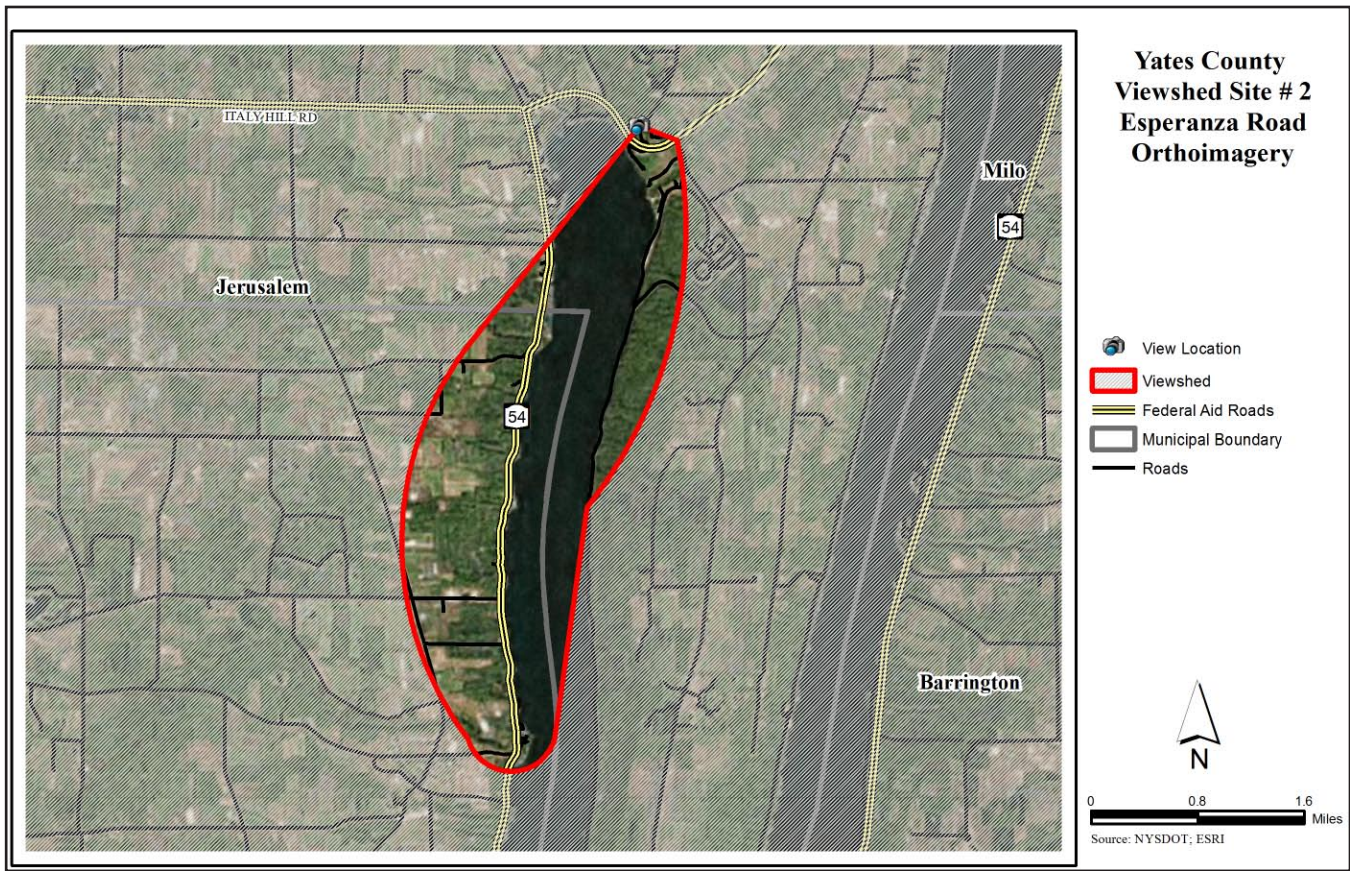 Yates County
Viewshed Site # 2
Esperanza Road
Orthoimagery
ITALY HILL RD
Milo
54
Jerusalem
54
Barrington
View Location
Viewshed
Federal Aid Roads
Municipal Boundary
Roads
N
0 0.8 1.6
Miles
Source: NYSDOT; ESRI